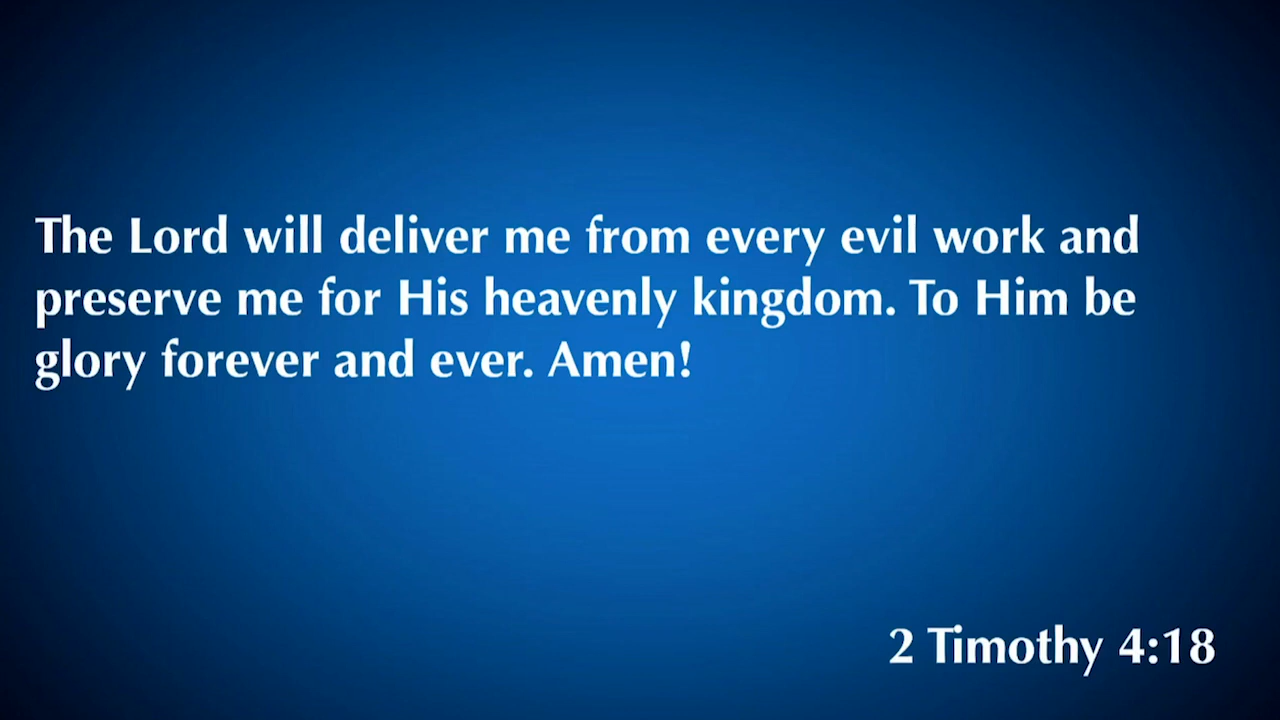 The Lord will deliver me from every evil work and
preserve me for His heavenly kingdom. To Him be
glory forever and ever. Amen!
2 Timothy 4:18